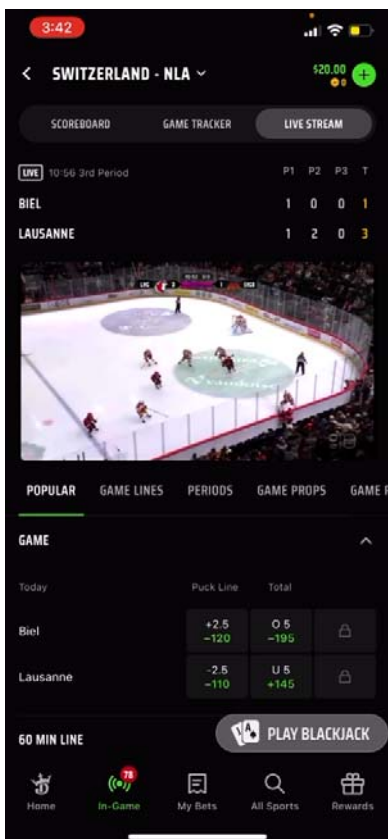 3:42
SWITZERLAND - NLA
$20.00
0
SCOREBOARD GAME TRACKER LIVE STREAM
LIVE 10:56 3rd Period P1 P2 P3 T
BIEL 1 0 0 1
LAUSANNE 1 2 0 3
POPULAR GAME LINES PERIODS GAME PROPS GAME
GAME
Today Puck Line Total
Biel +2.5 O 5
-120 -195
Lausanne -2.5 U 5
-110 +145
60 MIN LINE
A PLAY BLACKJACK
78
Home In-Game My Bets All Sports Rewards